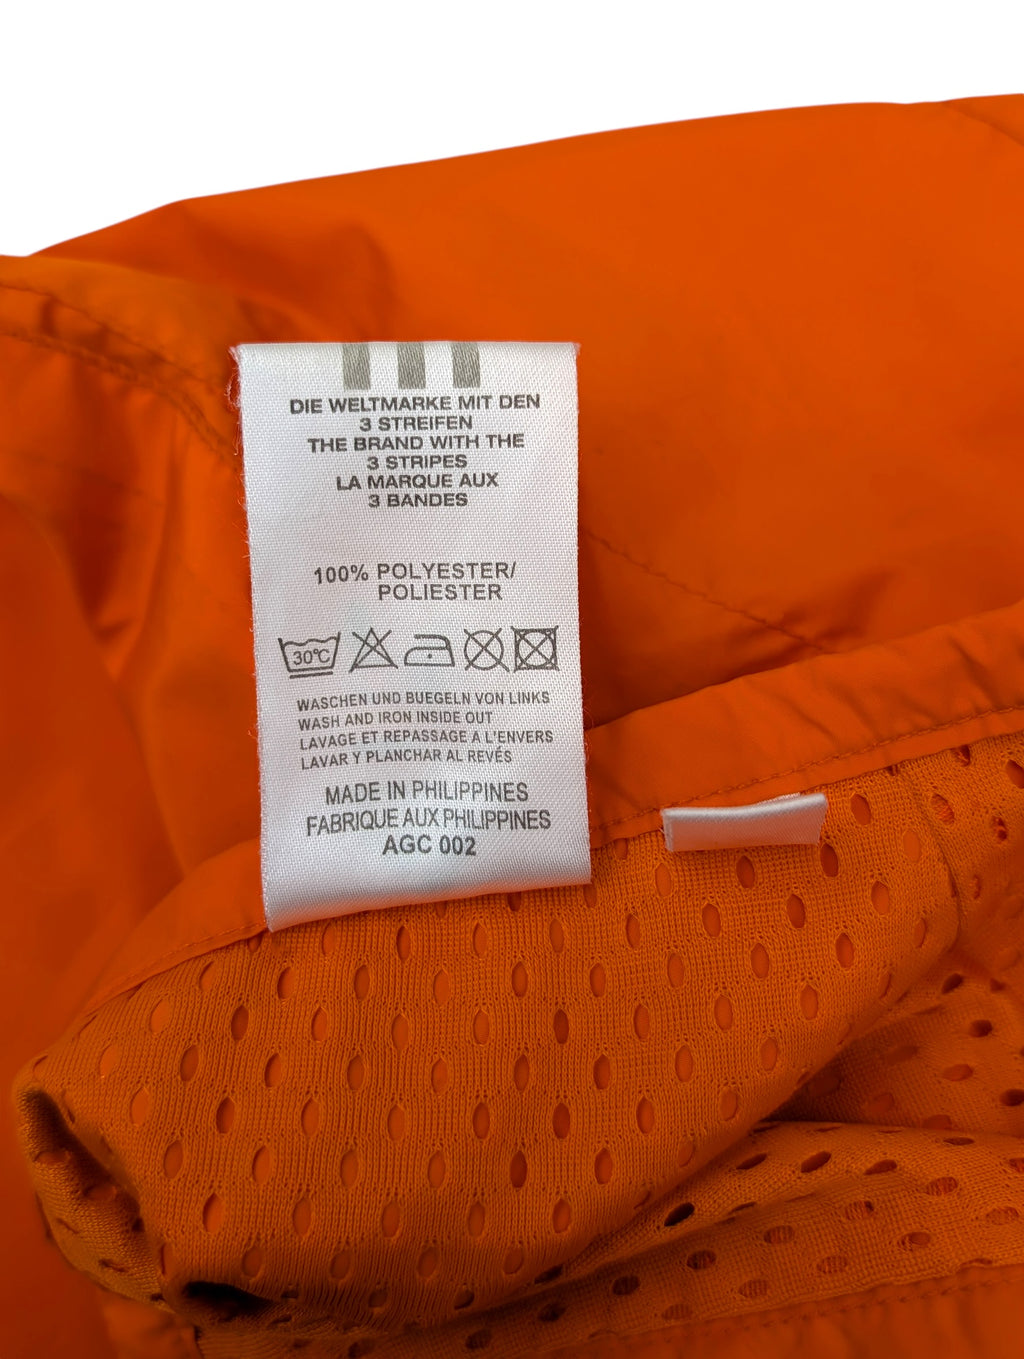 DIE WELTMARKE MIT DEN
3 STREIFEN
THE BRAND WITH THE
3 STRIPES
LA MARQUE AUX
3 BANDES
100% POLYESTER/
POLIESTER
30°C
WASCHEN UND BUEGELN VON LINKS
WASH AND IRON INSIDE OUT
LAVAGE ET REPASSAGE A L'ENVERS
LAVAR Y PLANCHAR AL REVÉS
MADE IN PHILIPPINES
FABRIQUE AUX PHILIPPINES
AGC 002